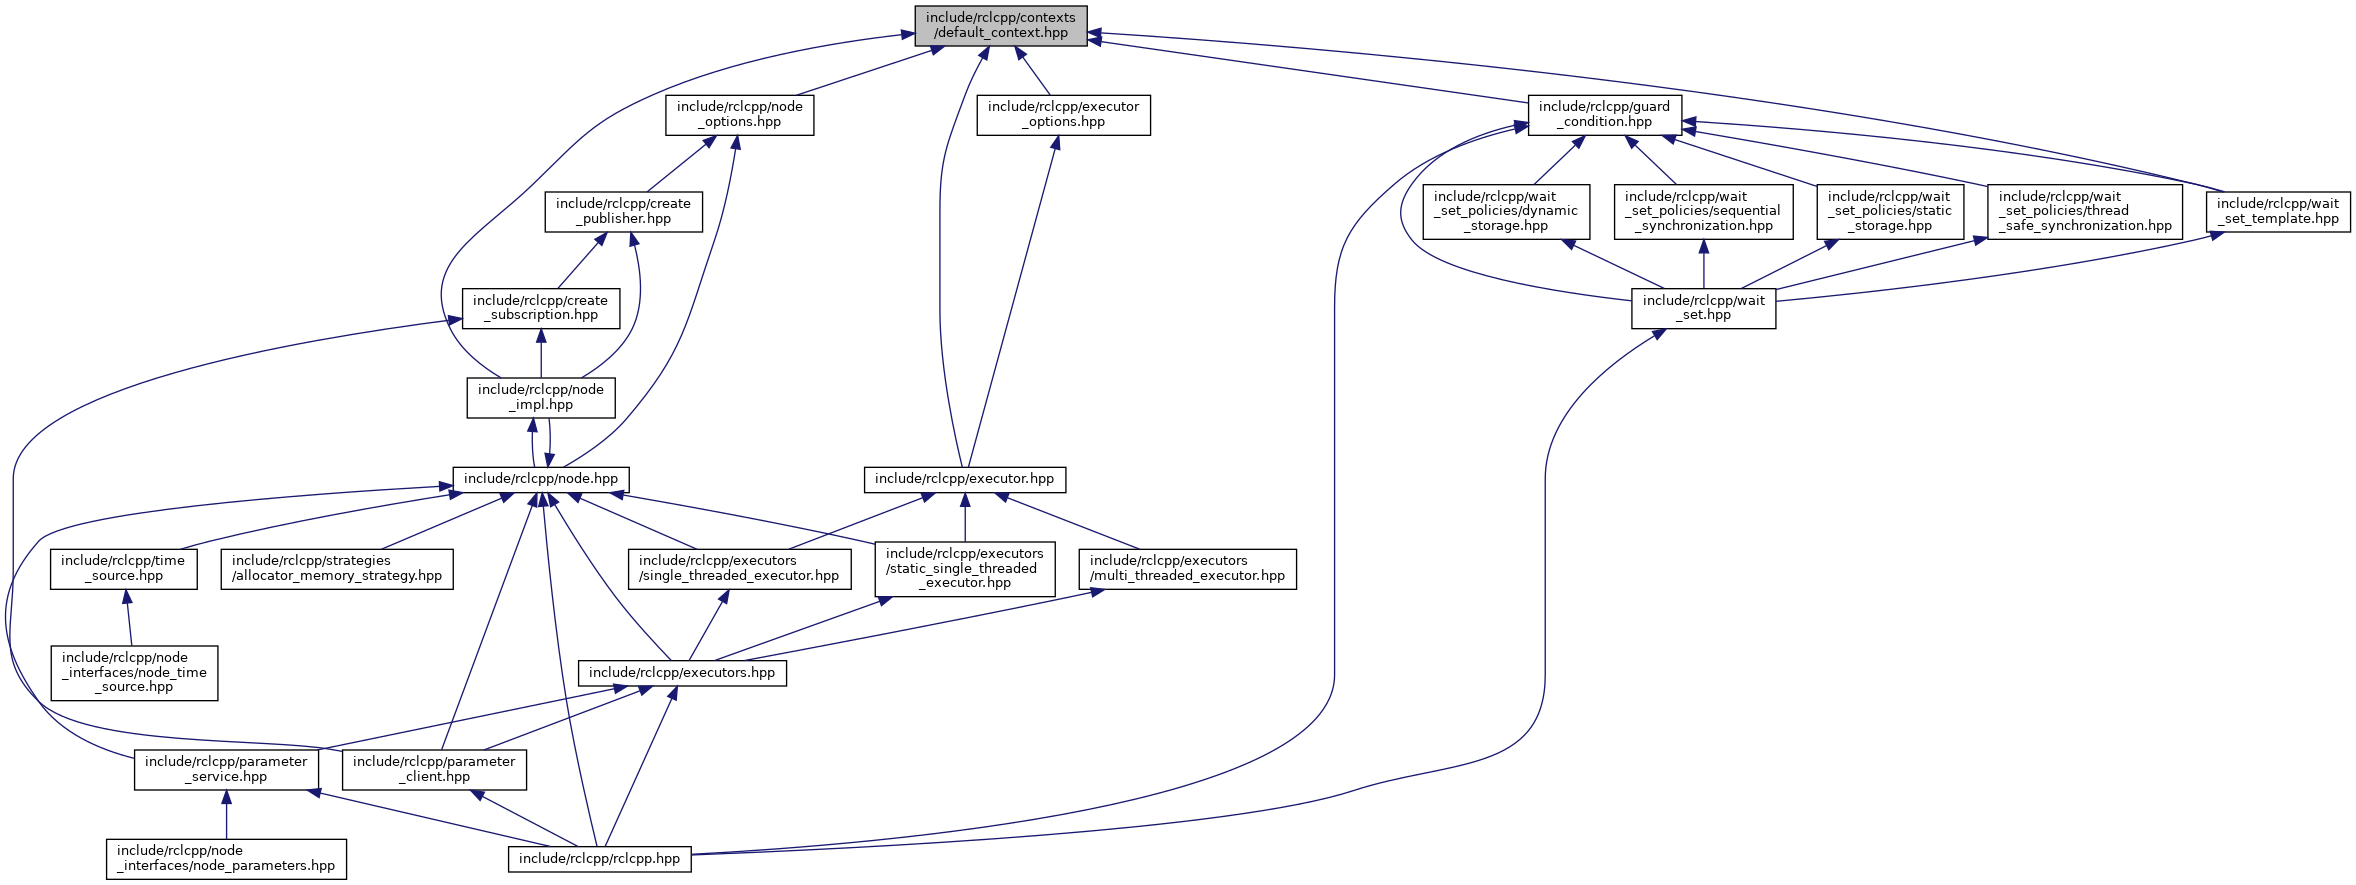 include/rclcpp/contexts
/default_context.hpp
include/rclcpp/node
_options.hpp
include/rclcpp/executor
_options.hpp
include/rclcpp/guard
_condition.hpp
include/rclcpp/create
_publisher.hpp
include/rclcpp/wait
_set_policies/dynamic
_storage.hpp
include/rclcpp/wait
_set_policies/sequential
_synchronization.hpp
include/rclcpp/wait
_set_policies/static
_storage.hpp
include/rclcpp/wait
_set_policies/thread
_safe_synchronization.hpp
include/rclcpp/wait
_set_template.hpp
include/rclcpp/create
_subscription.hpp
include/rclcpp/wait
_set.hpp
include/rclcpp/node
_impl.hpp
include/rclcpp/node.hpp
include/rclcpp/executor.hpp
include/rclcpp/time
_source.hpp
include/rclcpp/strategies
/allocator_memory_strategy.hpp
include/rclcpp/executors
/single_threaded_executor.hpp
include/rclcpp/executors
/static_single_threaded
_executor.hpp
include/rclcpp/executors
/multi_threaded_executor.hpp
include/rclcpp/node
_interfaces/node_time
_source.hpp
include/rclcpp/executors.hpp
include/rclcpp/parameter
_service.hpp
include/rclcpp/parameter
_client.hpp
include/rclcpp/node
_interfaces/node_parameters.hpp
include/rclcpp/rclcpp.hpp